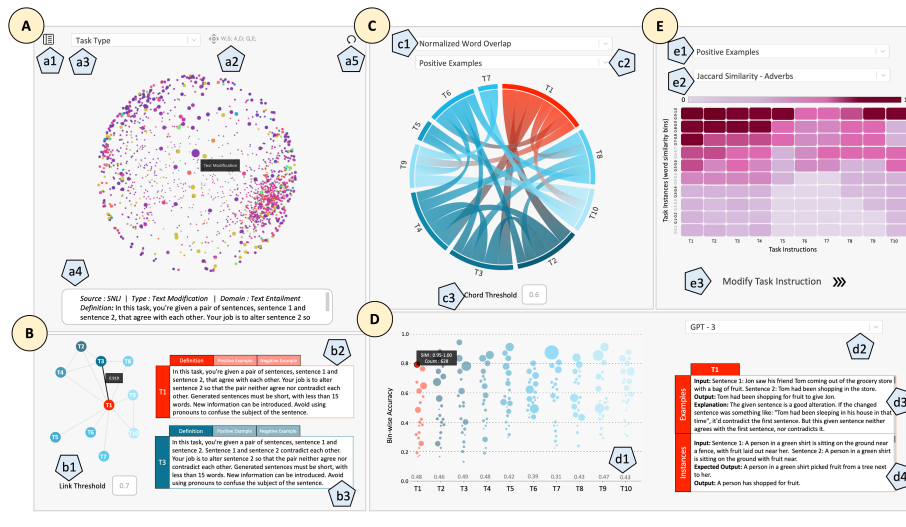 A
a1
a3
Task Type
W,S; A,D; Q,E;
a2
a5
Text Modification
a4
Source : SNLI | Type : Text Modification | Domain : Text Entailment
Definition: In this task, you're given a pair of sentences, sentence 1 and
sentence 2, that agree with each other. Your job is to alter sentence 2 so
B
T2
T3
T8
T4
0.919
T9
T1
T5
T6
T10
T7
b1
Link Threshold
0.7
b2
Definition
Positive Example
Negative Example
T1
In this task, you're given a pair of sentences, sentence 1 and
sentence 2, that agree with each other. Your job is to alter
sentence 2 so that the pair neither agree nor contradict each
other. Generated sentences must be short, with less than 15
words. New information can be introduced. Avoid using
pronouns to confuse the subject of the sentence.
Definition
Positive Example
Negative Example
T3
In this task, you're given a pair of sentences, sentence 1 and
sentence 2. Sentence 1 and sentence 2 contradict each other.
Your job is to alter sentence 2 so that the pair neither agree nor
contradict each other. Generated sentences must be short, with
less than 15 words. New information can be introduced. Avoid
using pronouns to confuse the subject of the sentence.
b3
C
c1
Normalized Word Overlap
Positive Examples
c2
T7
T6
T1
T5
T8
T9
T10
T4
T3
T2
c3
Chord Threshold
0.6
D
Bin-wise Accuracy
1.0
0.8
0.6
0.4
0.2
0.0
SIM : 0.95-1.00
Count : 628
0.48
0.46
0.49
0.48
0.42
0.39
0.31
0.43
0.47
0.43
T1
T2
T3
T4
T5
T6
T7
T8
T9
T10
d1
GPT - 3
d2
T1
Examples
Input: Sentence 1: Jon saw his friend Tom coming out of the grocery store
with a bag of fruit. Sentence 2: Tom had been shopping in the store.
Output: Tom had been shopping for fruit to give Jon.
Explanation: The given sentence is a good alteration. If the changed
sentence was something like: "Tom had been sleeping in his house in that
time", it'd contradict the first sentence. But this given sentence neither
agrees with the first sentence, nor contradicts it.
d3
Instances
Input: Sentence 1: A person in a green shirt is sitting on the ground near a
fence, with fruit laid out near her. Sentence 2: A person in a green shirt
is sitting on the ground with fruit near.
Expected Output: A person in a green shirt picked fruit from a tree next
to her.
Output: A person has shopped for fruit.
d4
E
e1
Positive Examples
e2
Jaccard Similarity - Adverbs
0
1
Task Instances (word similarity bins)
T1
T2
T3
T4
T5
T6
T7
T8
T9
T10
Task Instructions
e3
Modify Task Instruction